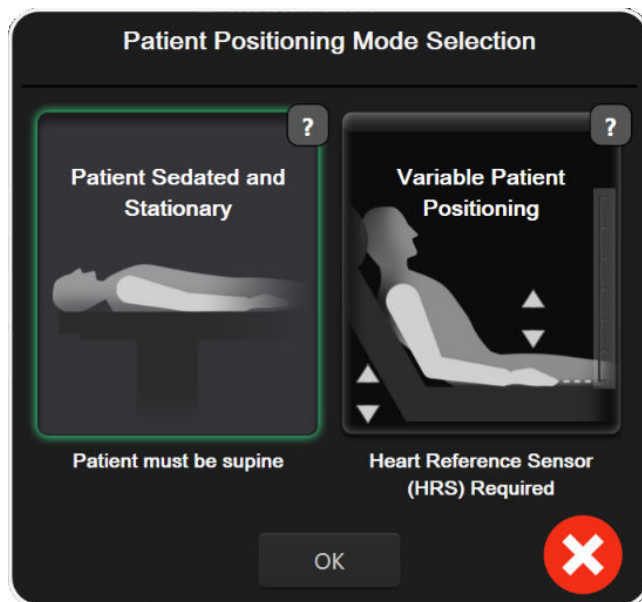 Patient Positioning Mode Selection
?
?
Patient Sedated and
Stationary
Variable Patient
Positioning
Patient must be supine
Heart Reference Sensor
(HRS) Required
OK